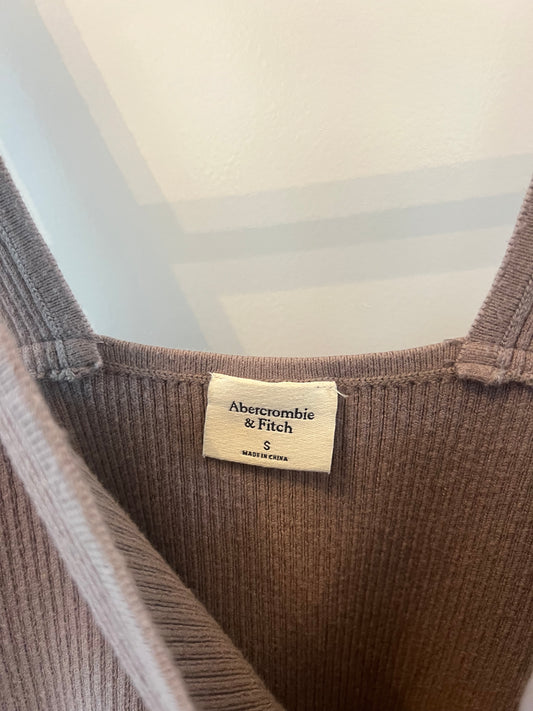 Abercrombie
& Fitch
S
MADE IN CHINA